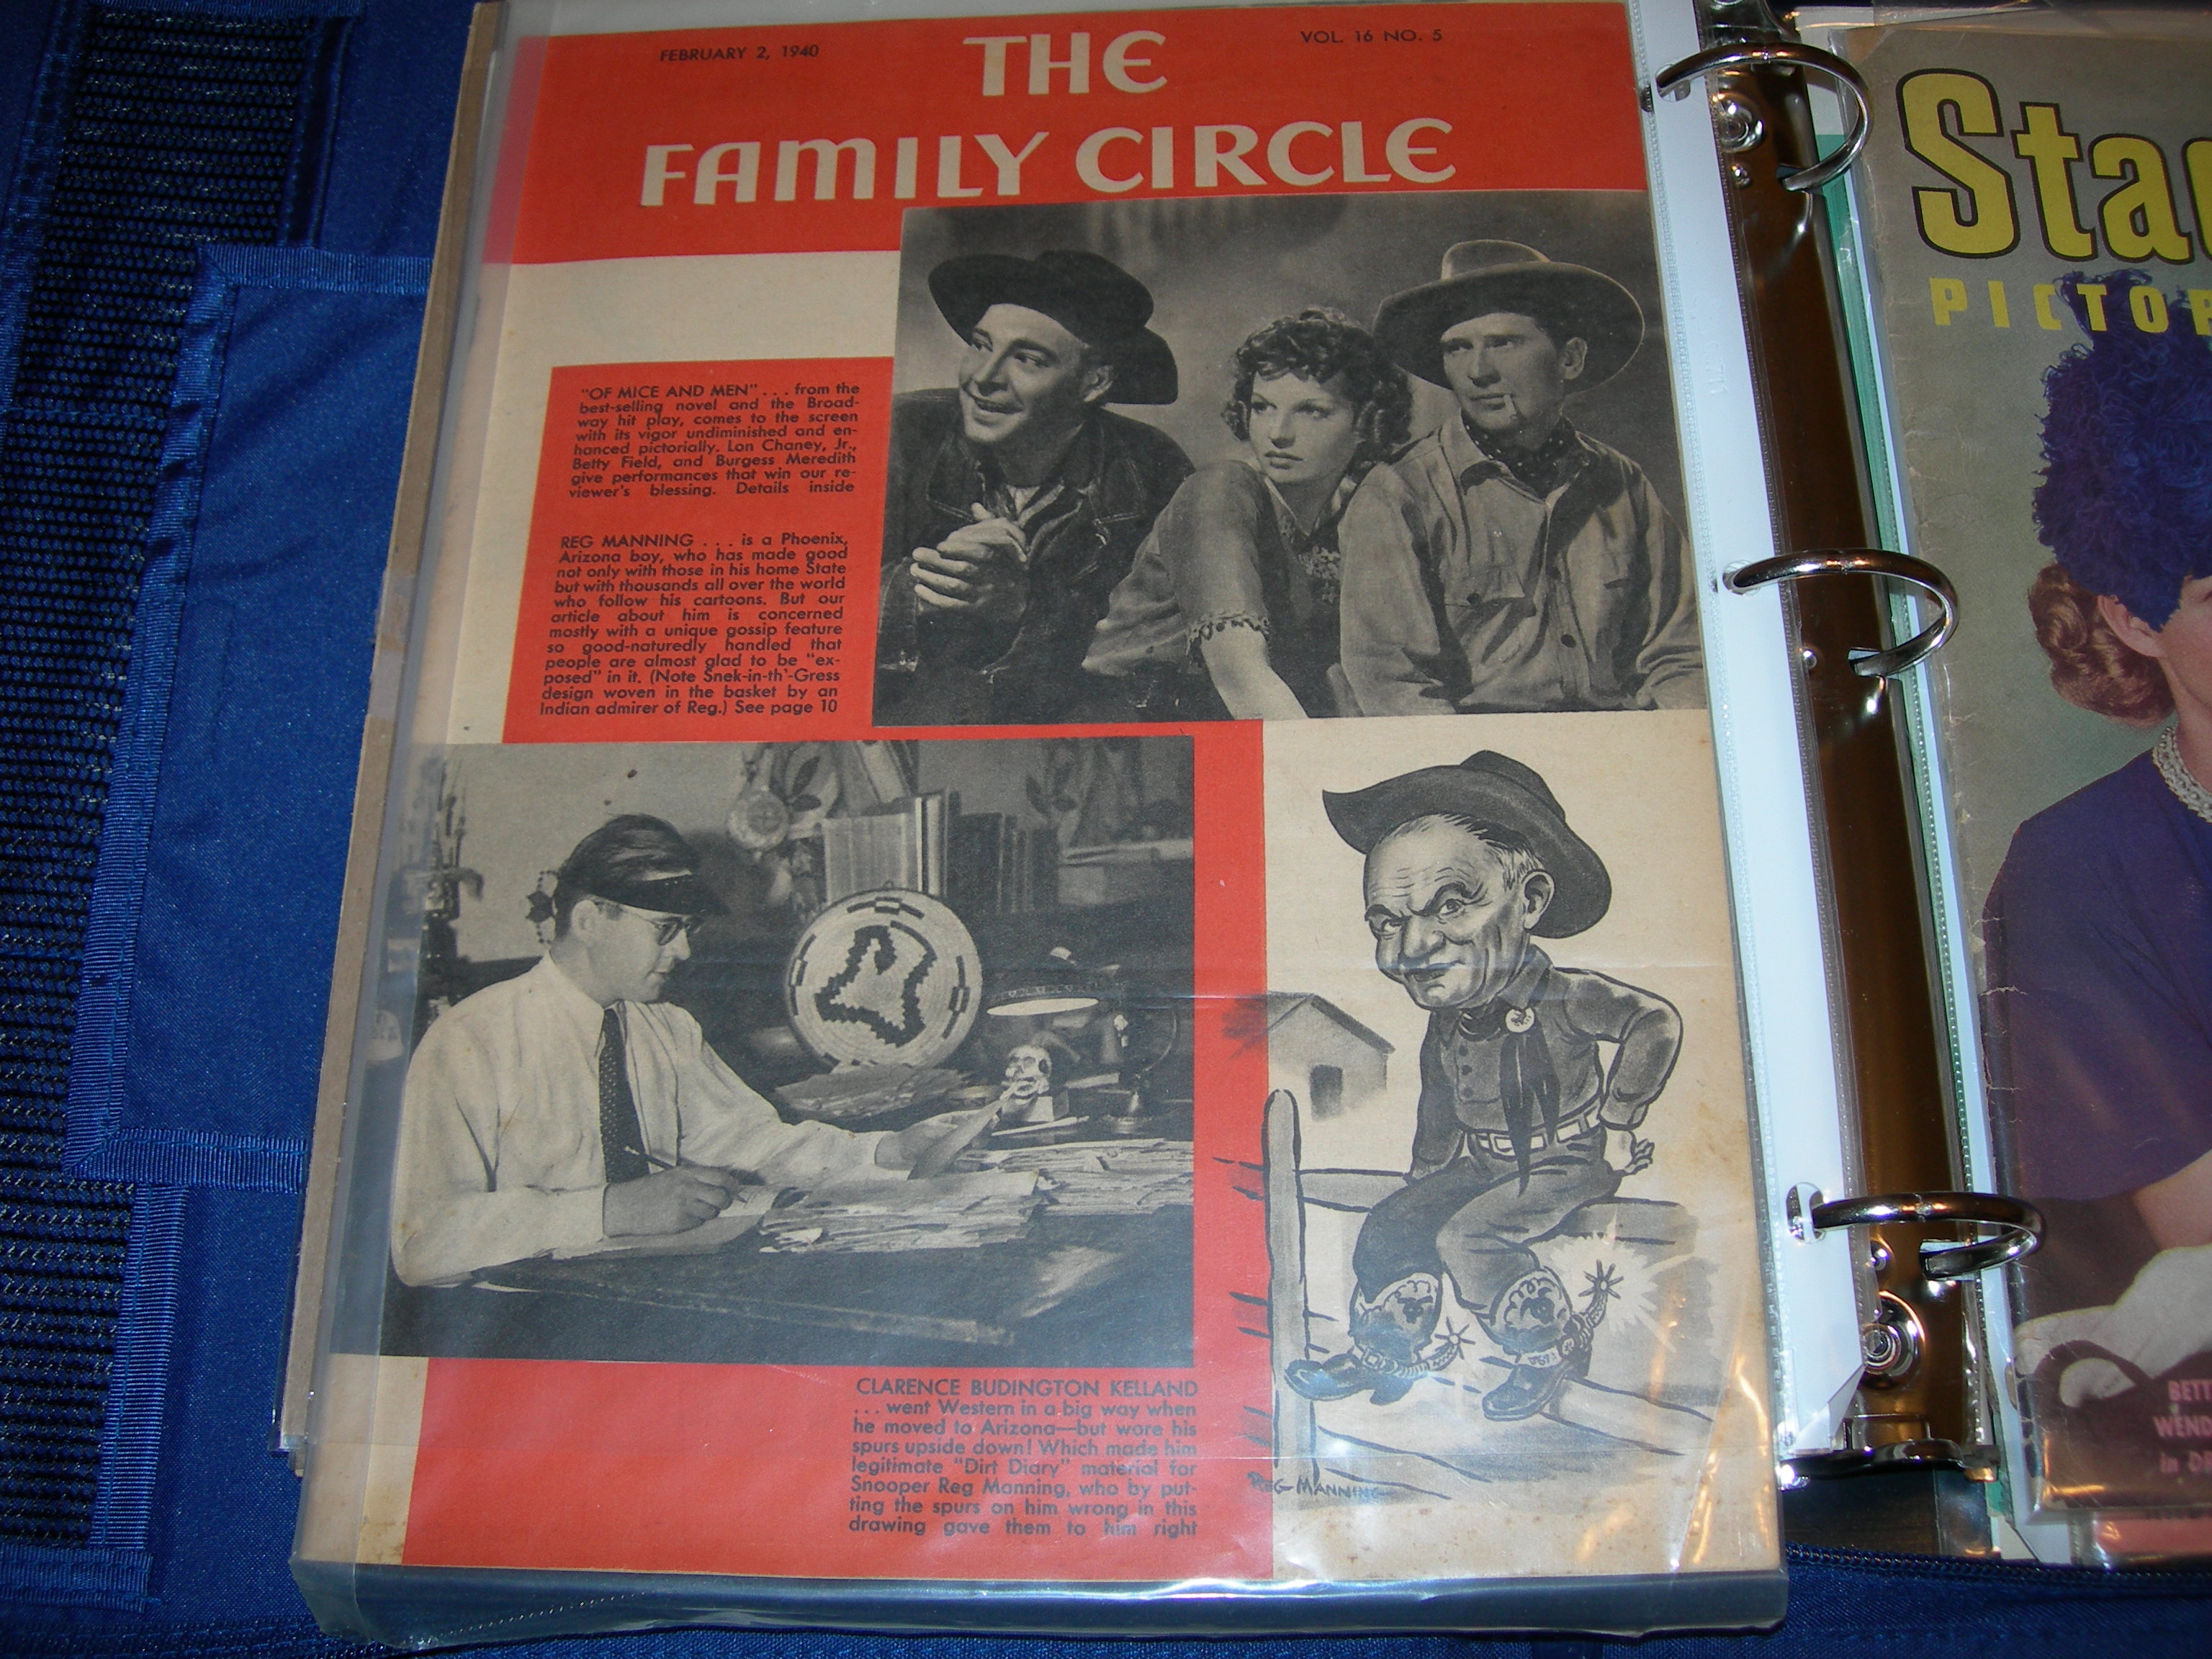 FEBRUARY 2, 1940
VOL. 16 NO. 5
THE
FAMILY CIRCLE
"OF MICE AND MEN" . . . from the
best-selling novel and the Broad-
way hit play, comes to the screen
with its vigor undiminished and en-
hanced pictorially. Lon Chaney, Jr.,
Betty Field, and Burgess Meredith
give performances that win our re-
viewer's blessing. Details inside
REG MANNING . . . is a Phoenix,
Arizona boy, who has made good
not only with those in his home State
but with thousands all over the world
who follow his cartoons. But our
article about him is concerned
mostly with a unique gossip feature
so good-naturedly handled that
people are almost glad to be "ex-
posed" in it. (Note Snek-in-th'-Gress
design woven in the basket by an
Indian admirer of Reg.) See page 10
CLARENCE BUDINGTON KELLAND
. . . went Western in a big way when
he moved to Arizona—but wore his
spurs upside down! Which made him
legitimate "Dirt Diary" material for
Snooper Reg Manning, who by put-
ting the spurs on him wrong in this
drawing gave them to him right
REG MANNING
Sta
PICTO
BETT
WEND
in